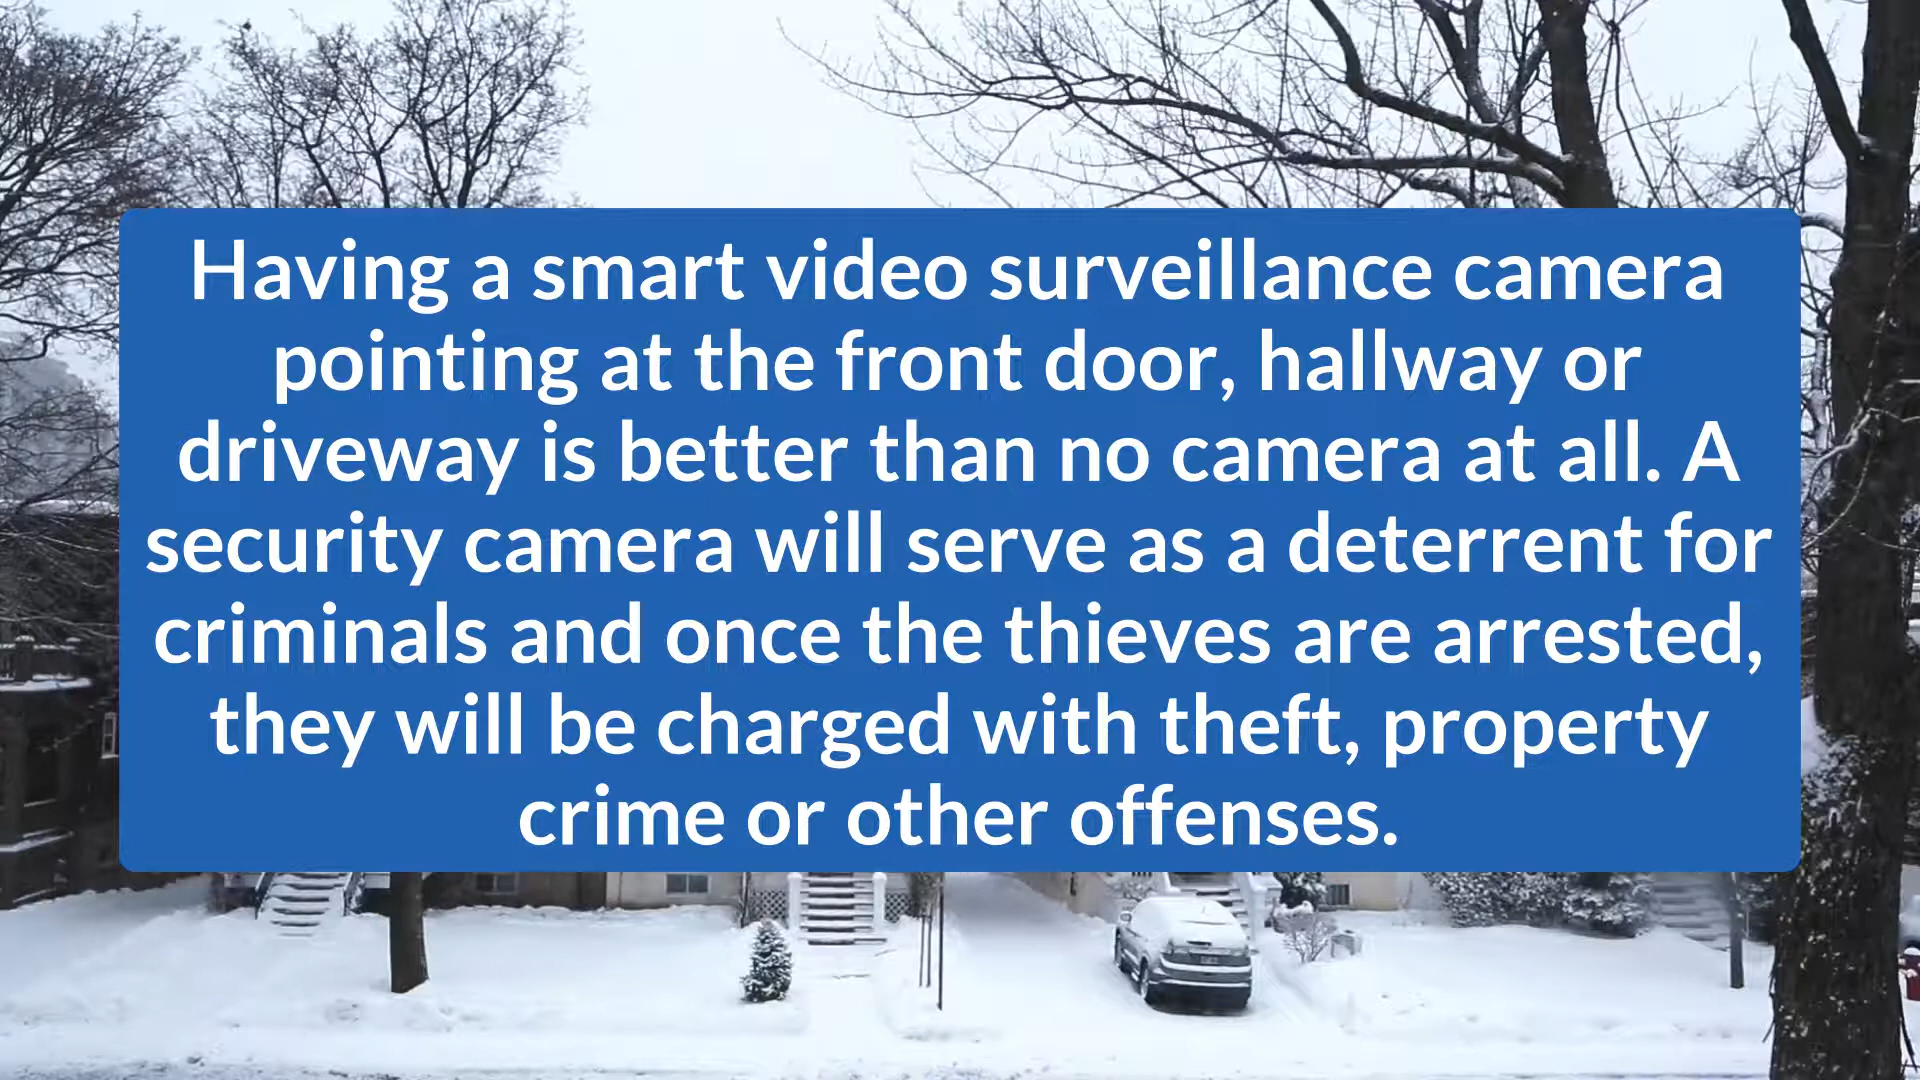 Having a smart video surveillance camera
pointing at the front door, hallway or
driveway is better than no camera at all. A
security camera will serve as a deterrent for
criminals and once the thieves are arrested,
they will be charged with theft, property
crime or other offenses.